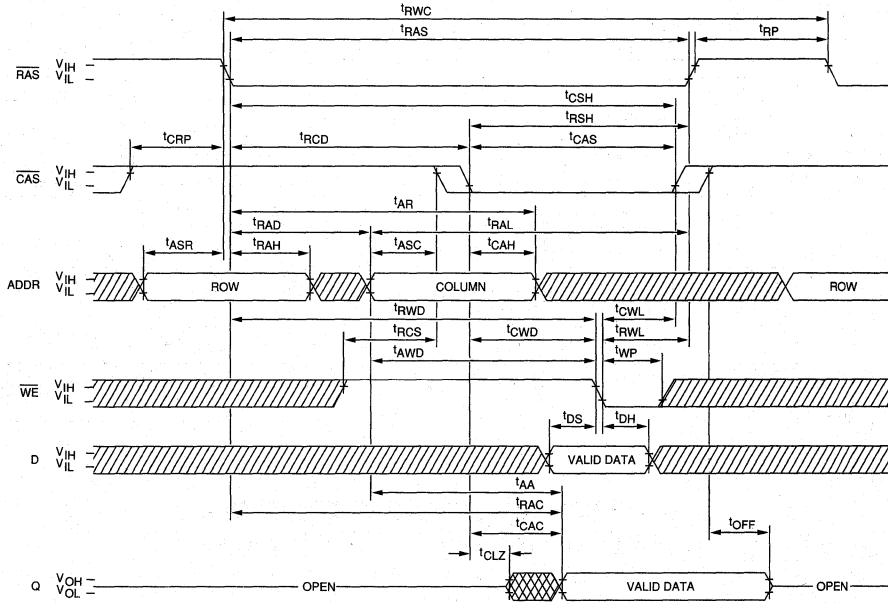 tRWC
tRAS tRP
RAS VIH VIL
tCSH
tRSH
tCRP tRCD tCAS
CAS VIH VIL
tAR
tRAD tRAL
tASR tRAH tASC tCAH
ADDR VIH VIL ROW COLUMN ROW
tRWD tCWL
tRCS tCWD tRWL
tAWD tWP
WE VIH VIL
tDS tDH
D VIH VIL VALID DATA
tAA
tRAC
tCAC tOFF
tCLZ
Q VOH VOL OPEN VALID DATA OPEN